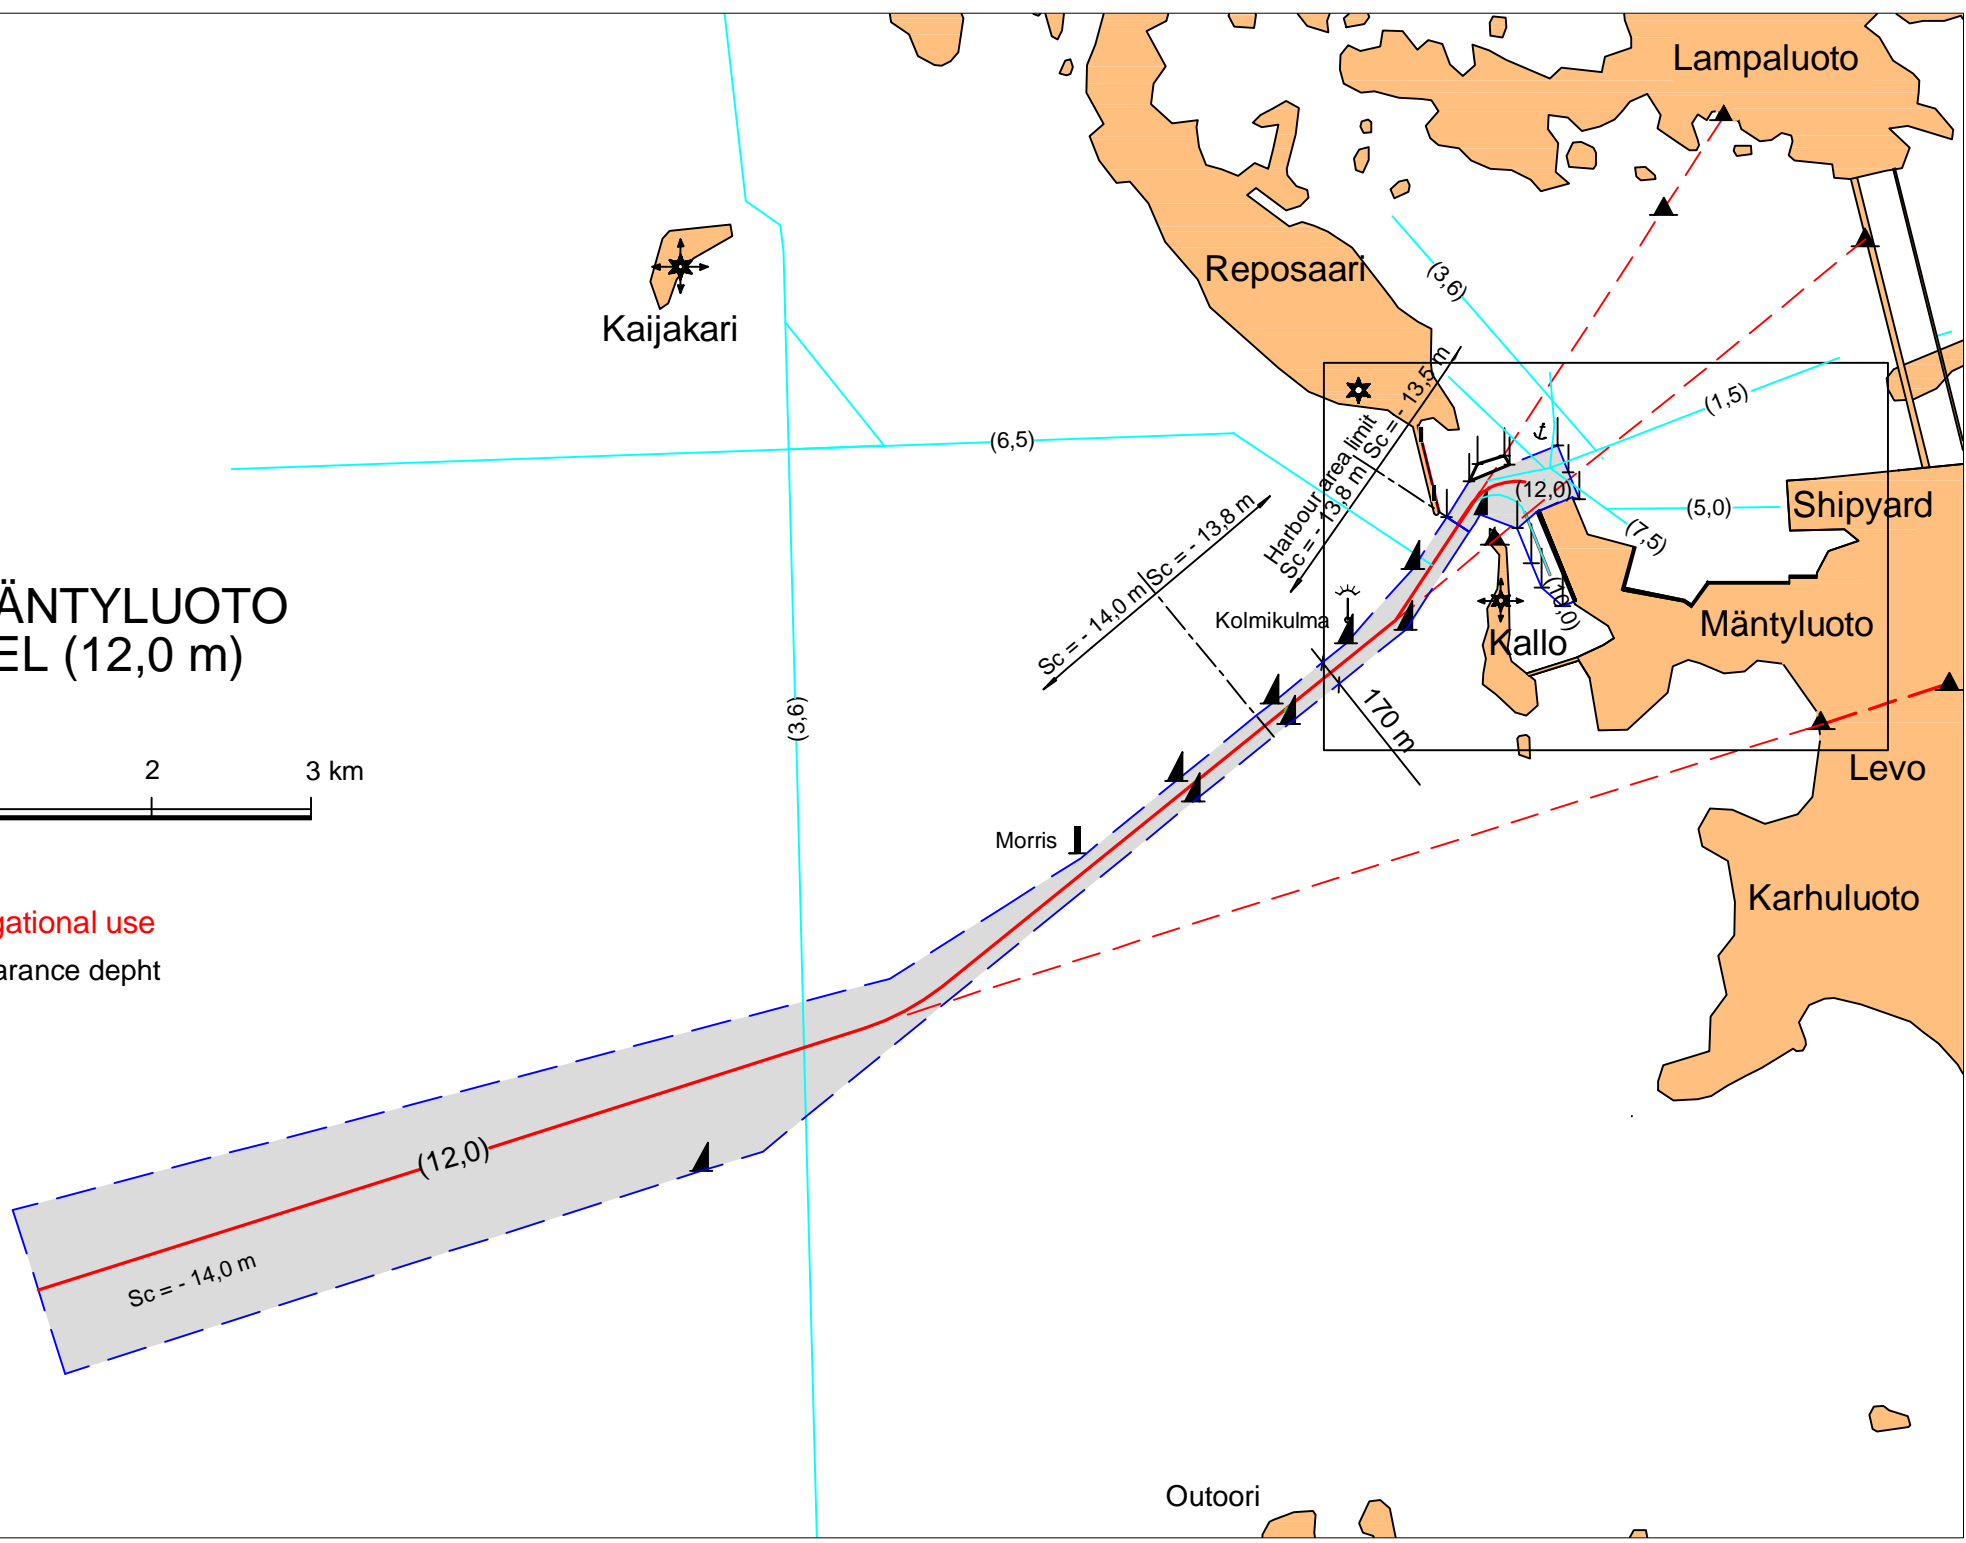 Lampaluoto
Reposaari
(3,6)
Kaijakari
Sc = - 13,8 m
Sc = - 13,5 m
Harbour area limit
(1,5)
(6,5)
(12,0)
(5,0)
Shipyard
(7,5)
Sc = - 14,0 m
Sc = - 13,8 m
ÄNTYLUOTO
EL (12,0 m)
Kolmikulma
(10,0)
Kallo
Mäntyluoto
170 m
(3,6)
2
3 km
Levo
Morris
Karhuluoto
gational use
arance depht
(12,0)
Sc = - 14,0 m
Outoori